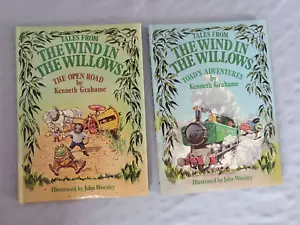 TALES FROM
THE WIND IN
THE WILLOWS
THE OPEN ROAD
by
Kenneth Grahame
Illustrated by John Worsley
TALES FROM
THE WIND IN
THE WILLOWS
TOAD'S ADVENTURES
by Kenneth Grahame
Illustrated by John Worsley